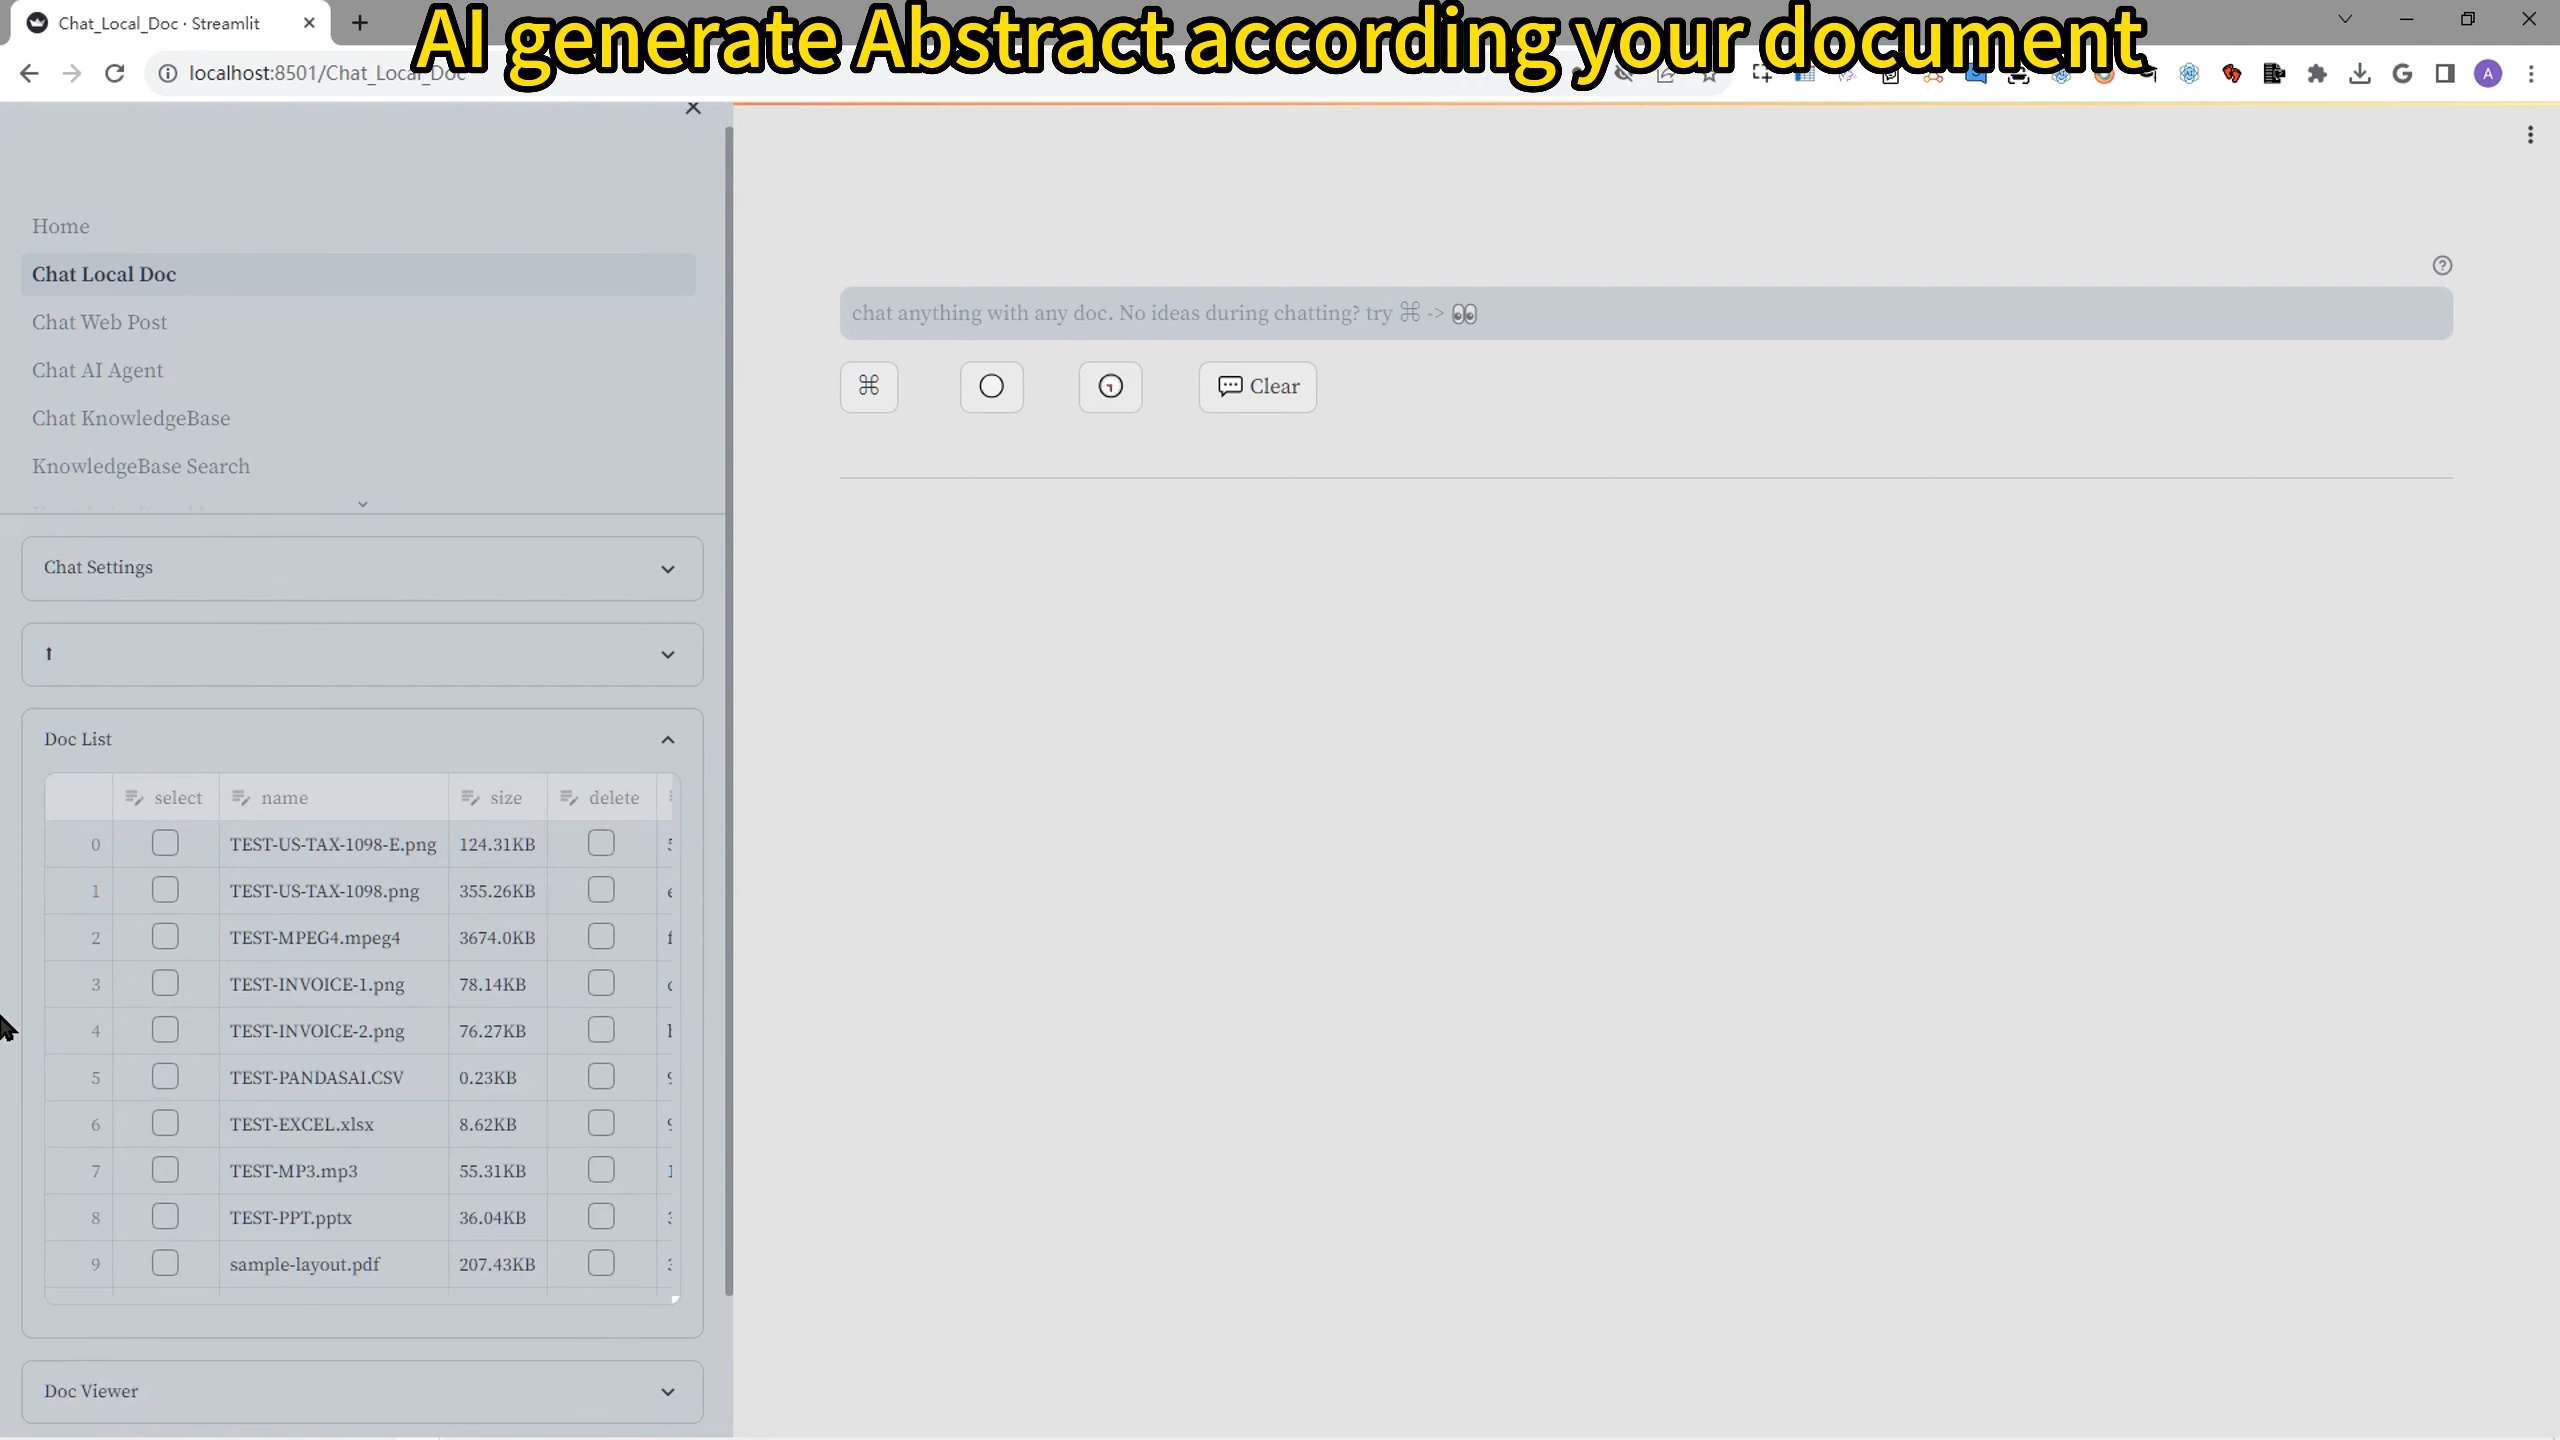 Chat_Local_Doc · Streamlit
AI generate Abstract according your document
localhost:8501/Chat_Local_Doc
A
Home
Chat Local Doc
Chat Web Post
Chat AI Agent
Chat KnowledgeBase
KnowledgeBase Search
chat anything with any doc. No ideas during chatting? try ⌘ -> 👀
⌘
Clear
Chat Settings
Doc List
select name size delete
0 TEST-US-TAX-1098-E.png 124.31KB
1 TEST-US-TAX-1098.png 355.26KB
2 TEST-MPEG4.mpeg4 3674.0KB
3 TEST-INVOICE-1.png 78.14KB
4 TEST-INVOICE-2.png 76.27KB
5 TEST-PANDASAI.CSV 0.23KB
6 TEST-EXCEL.xlsx 8.62KB
7 TEST-MP3.mp3 55.31KB
8 TEST-PPT.pptx 36.04KB
9 sample-layout.pdf 207.43KB
Doc Viewer